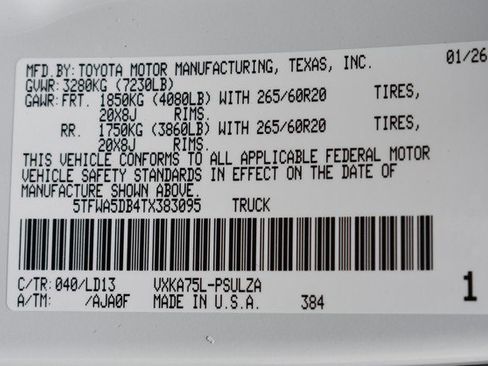 MFD.BY:TOYOTA MOTOR MANUFACTURING, TEXAS, INC. 01/26
GVWR:3280KG (7230LB)
GAWR:FRT. 1850KG (4080LB) WITH 265/60R20 TIRES,
20X8J RIMS.
RR. 1750KG (3860LB) WITH 265/60R20 TIRES,
20X8J RIMS.
THIS VEHICLE CONFORMS TO ALL APPLICABLE FEDERAL MOTOR
VEHICLE SAFETY STANDARDS IN EFFECT ON THE DATE OF
MANUFACTURE SHOWN ABOVE.
5TFWA5DB4TX383095 TRUCK
C/TR:040/LD13 VXKA75L-PSULZA 1
A/TM: /AJA0F MADE IN U.S.A. 384